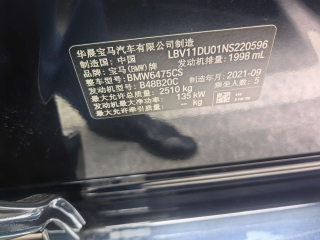 华晨宝马汽车有限公司制造
制造国：中国 LBV11DU01NS220596
品牌：宝马(BMW)牌 发动机排量：1998 mL
整车型号：BMW6475CS
发动机型号：B48B20C 制造年月：2021-09
最大允许总质量：2510 kg 乘坐人数：5
发动机最大净功率：135 kW
最大允许牵引质量：-- kg